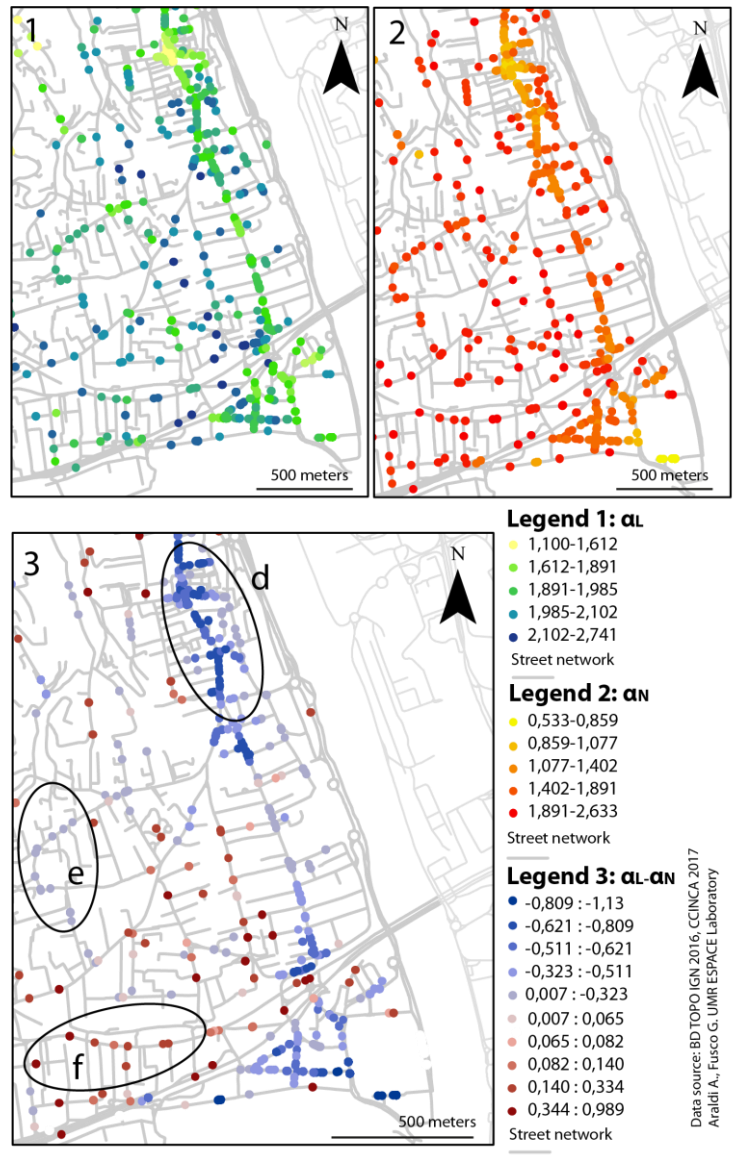 1
N
500 meters
2
N
500 meters
3
N
d
e
f
500 meters
Legend 1: αL
1,100-1,612
1,612-1,891
1,891-1,985
1,985-2,102
2,102-2,741
Street network
Legend 2: αN
0,533-0,859
0,859-1,077
1,077-1,402
1,402-1,891
1,891-2,633
Street network
Legend 3: αL-αN
-0,809 : -1,13
-0,621 : -0,809
-0,511 : -0,621
-0,323 : -0,511
0,007 : -0,323
0,007 : 0,065
0,065 : 0,082
0,082 : 0,140
0,140 : 0,334
0,344 : 0,989
Street network
Data source: BD TOPO IGN 2016, CCINCA 2017
Araldi A., Fusco G. UMR ESPACE Laboratory